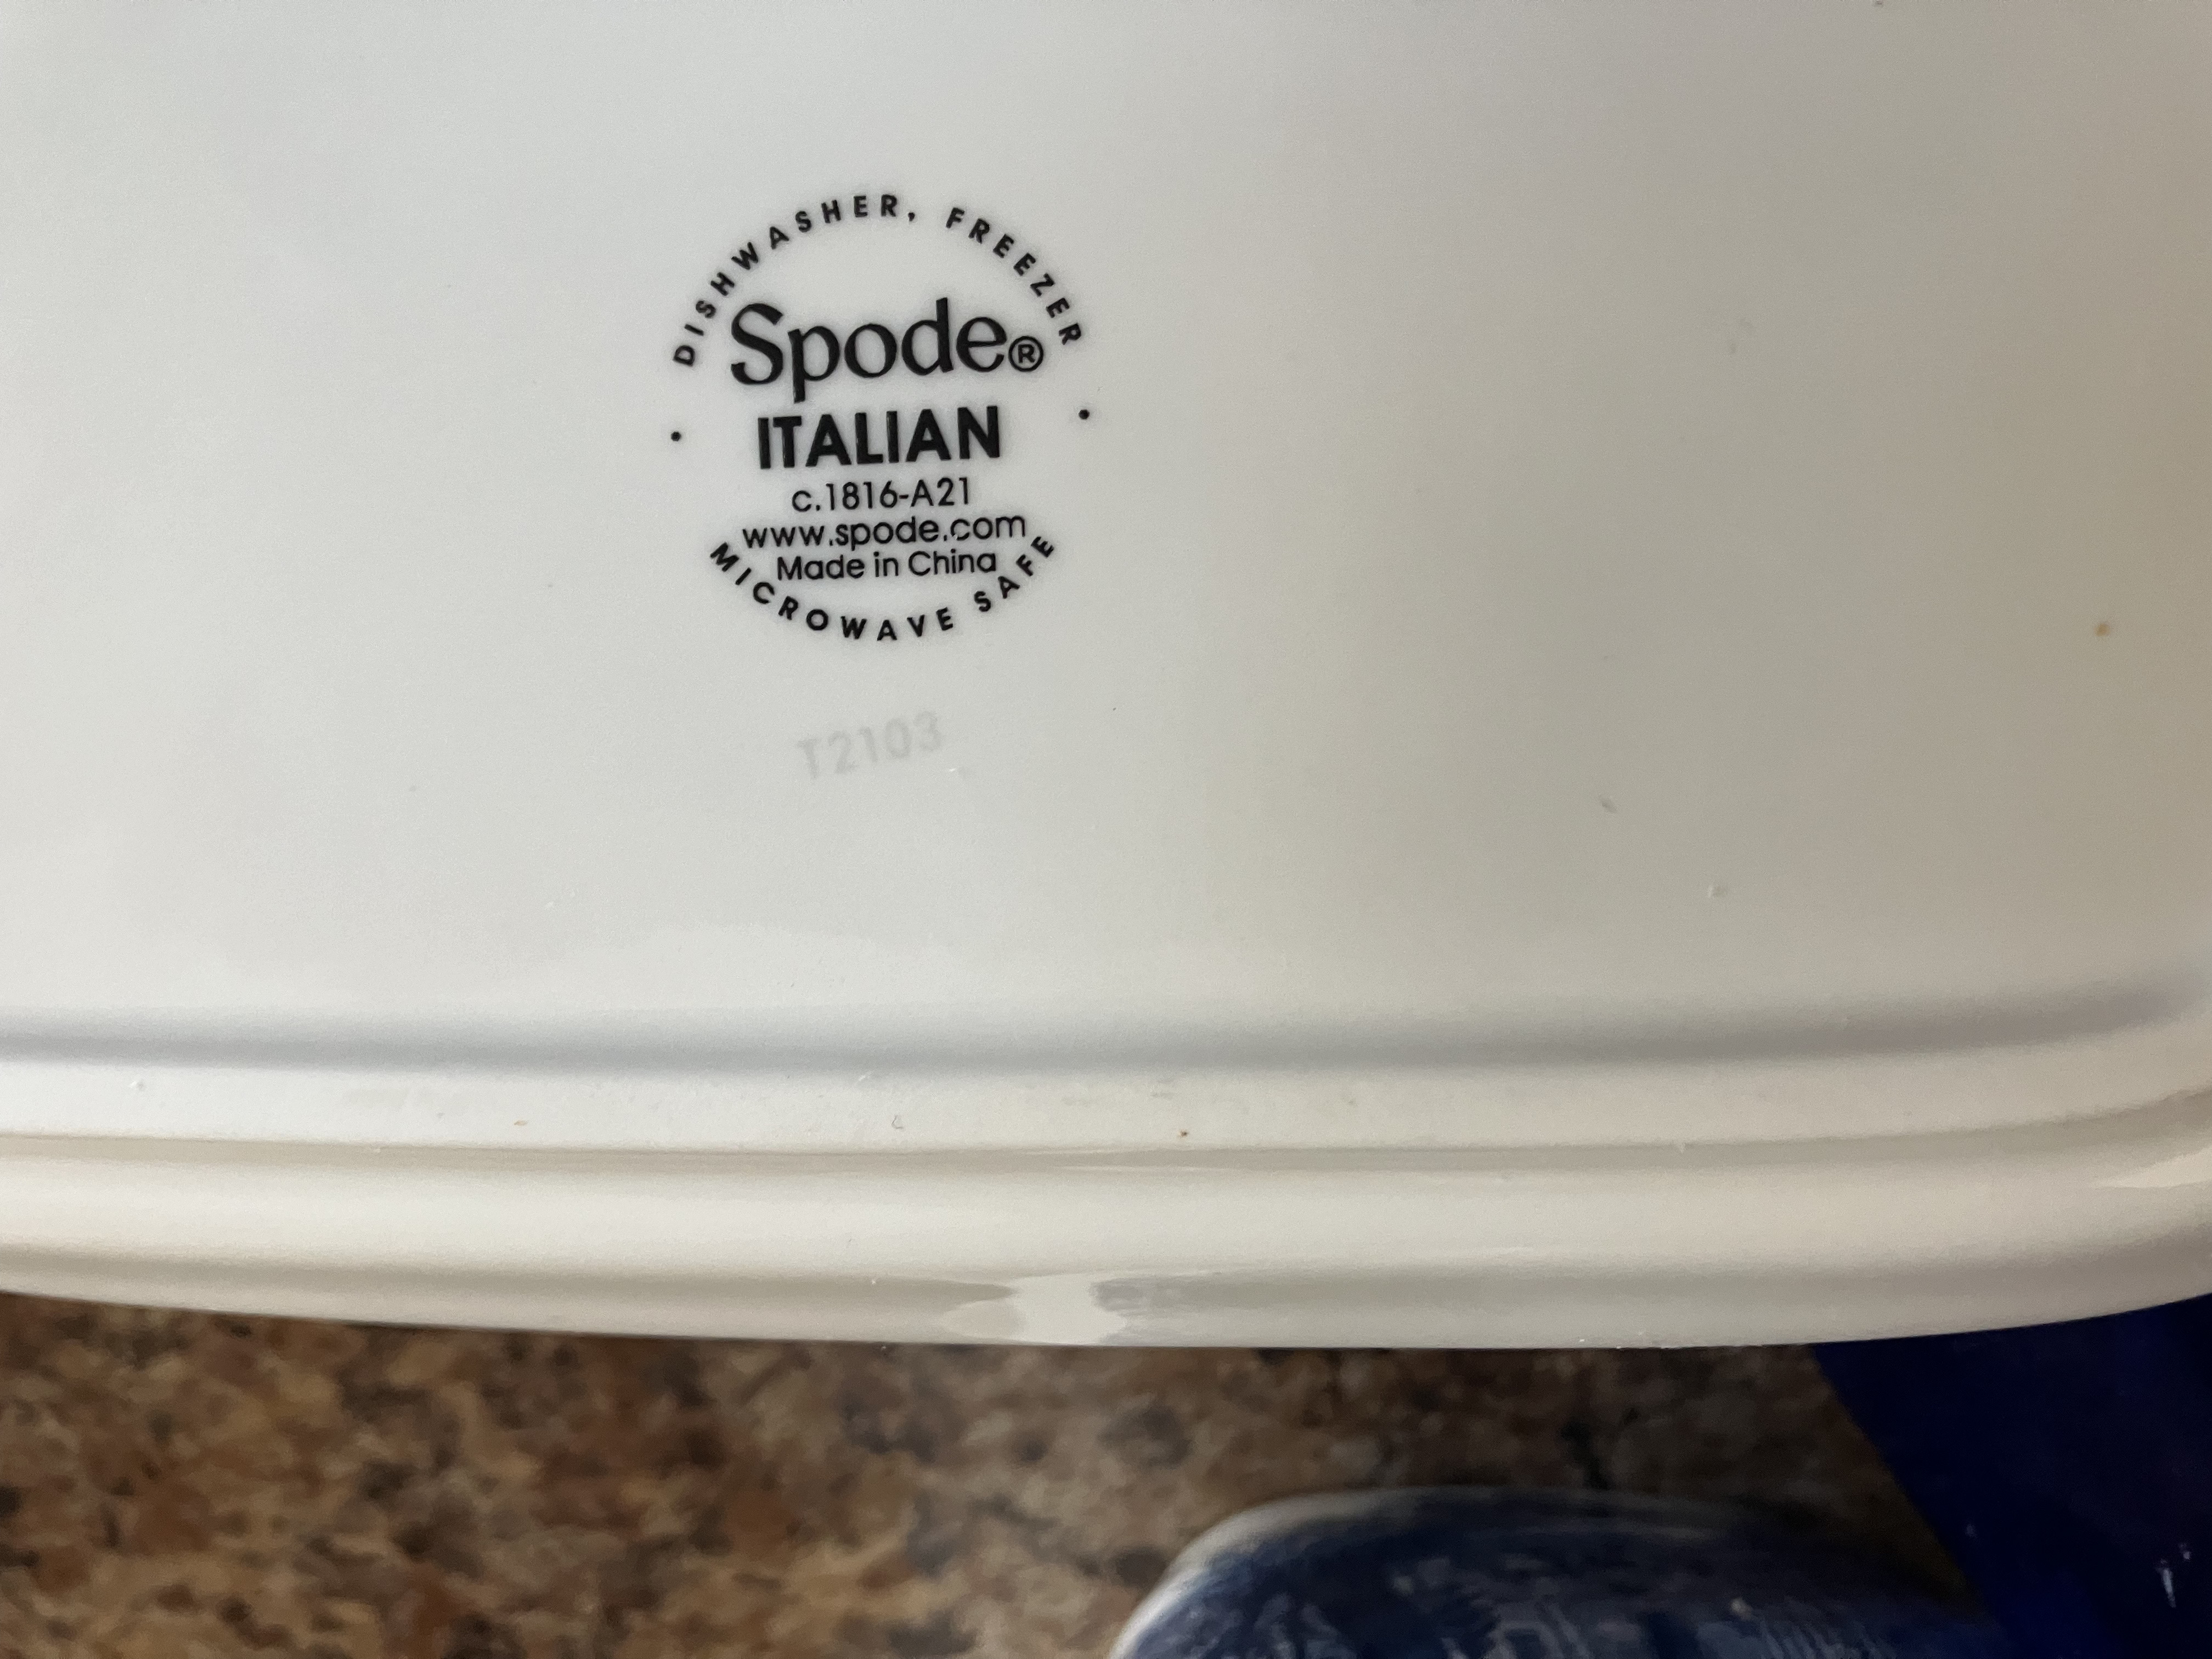 DISHWASHER, FREEZER
Spode®
ITALIAN
c.1816-A21
www.spode.com
Made in China
• MICROWAVE SAFE •
T2103